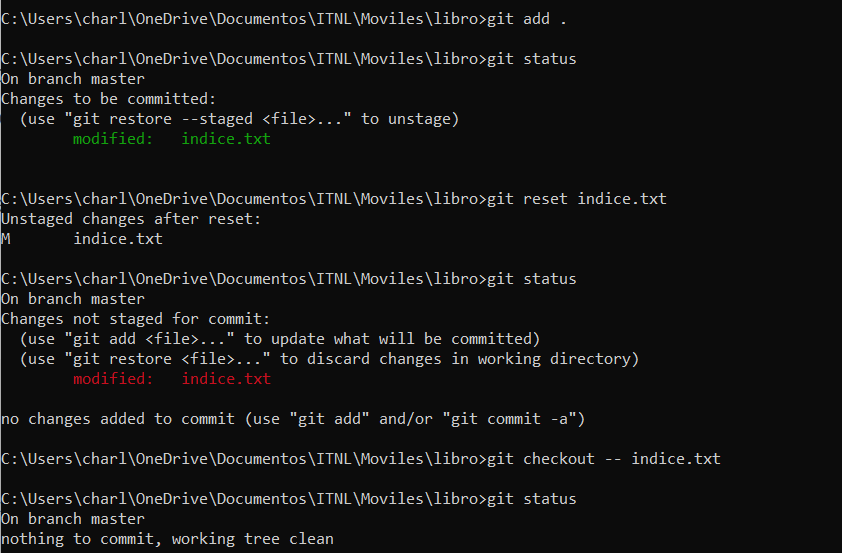 C:\Users\charl\OneDrive\Documentos\ITNL\Moviles\libro>git add .
C:\Users\charl\OneDrive\Documentos\ITNL\Moviles\libro>git status
On branch master
Changes to be committed:
  (use "git restore --staged <file>..." to unstage)
        modified:   indice.txt
C:\Users\charl\OneDrive\Documentos\ITNL\Moviles\libro>git reset indice.txt
Unstaged changes after reset:
M       indice.txt
C:\Users\charl\OneDrive\Documentos\ITNL\Moviles\libro>git status
On branch master
Changes not staged for commit:
  (use "git add <file>..." to update what will be committed)
  (use "git restore <file>..." to discard changes in working directory)
        modified:   indice.txt
no changes added to commit (use "git add" and/or "git commit -a")
C:\Users\charl\OneDrive\Documentos\ITNL\Moviles\libro>git checkout -- indice.txt
C:\Users\charl\OneDrive\Documentos\ITNL\Moviles\libro>git status
On branch master
nothing to commit, working tree clean